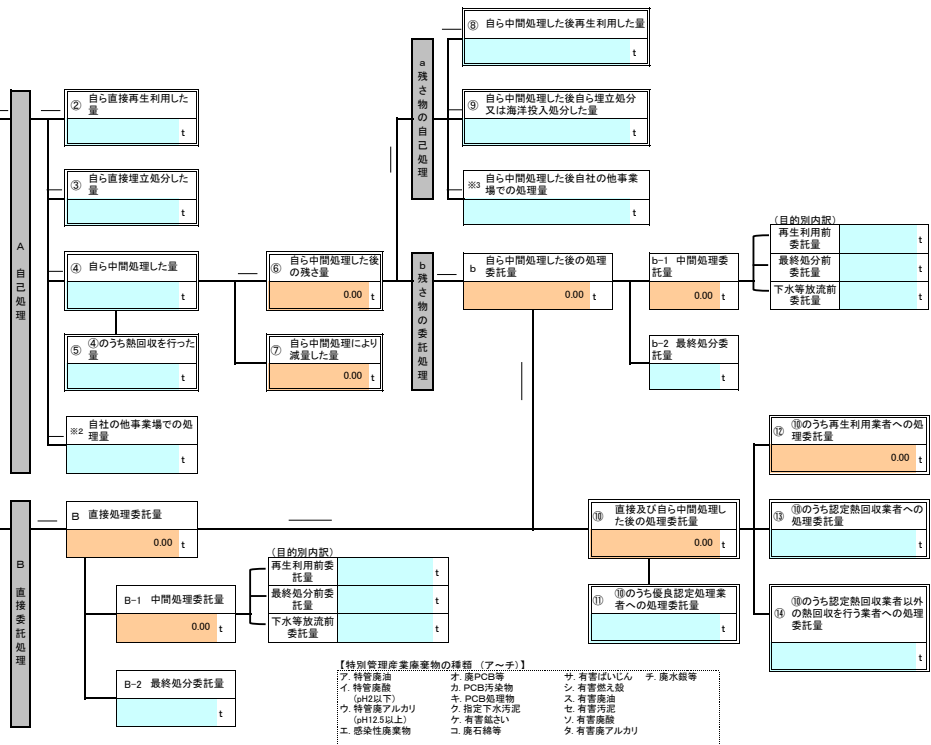 ⑧ 自ら中間処理した後再生利用した量
t
a 残さ物の自己処理
② 自ら直接再生利用した
量
t
⑨ 自ら中間処理した後自ら埋立処分
又は海洋投入処分した量
t
③ 自ら直接埋立処分した
量
t
※3 自ら中間処理した後自社の他事業
場での処理量
t
A 自己処理
④ 自ら中間処理した量
t
⑥ 自ら中間処理した後
の残さ量
0.00 t
b 残さ物の委託処理
b 自ら中間処理した後の処理
委託量
0.00 t
b-1 中間処理委
託量
0.00 t
(目的別内訳)
再生利用前
委託量
t
最終処分前
委託量
t
下水等放流前
委託量
t
⑤ ④のうち熱回収を行った
量
t
⑦ 自ら中間処理により
減量した量
0.00 t
b-2 最終処分委
託量
t
※2 自社の他事業場での処
理量
t
⑫ ⑩のうち再生利用業者への処
理委託量
0.00 t
B 直接委託処理
B 直接処理委託量
0.00 t
⑩ 直接及び自ら中間処理し
た後の処理委託量
0.00 t
⑬ ⑩のうち認定熱回収業者への
処理委託量
t
(目的別内訳)
再生利用前委
託量
t
最終処分前委
託量
t
下水等放流前
委託量
t
B-1 中間処理委託量
0.00 t
⑪ ⑩のうち優良認定処理業
者への処理委託量
t
⑭ ⑩のうち認定熱回収業者以外
の熱回収を行う業者への処理
委託量
t
B-2 最終処分委託量
t
【特別管理産業廃棄物の種類 (ア～チ)】
ア. 特管廃油 オ. 廃PCB等 サ. 有害ばいじん チ. 廃水銀等
イ. 特管廃酸 カ. PCB汚染物 シ. 有害燃え殻
(pH2以下) キ. PCB処理物 ス. 有害廃油
ウ. 特管廃アルカリ ク. 指定下水汚泥 セ. 有害汚泥
(pH12.5以上) ケ. 有害鉱さい ソ. 有害廃酸
エ. 感染性廃棄物 コ. 廃石綿等 タ. 有害廃アルカリ